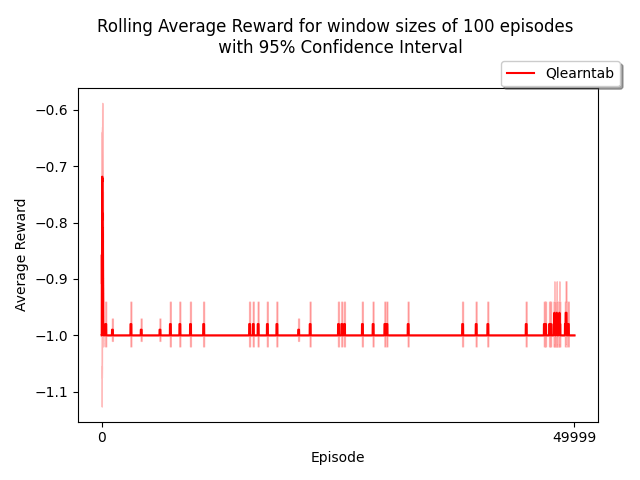 Rolling Average Reward for window sizes of 100 episodes
with 95% Confidence Interval
Qlearntab
−0.6
−0.7
−0.8
−0.9
−1.0
−1.1
Average Reward
0
49999
Episode